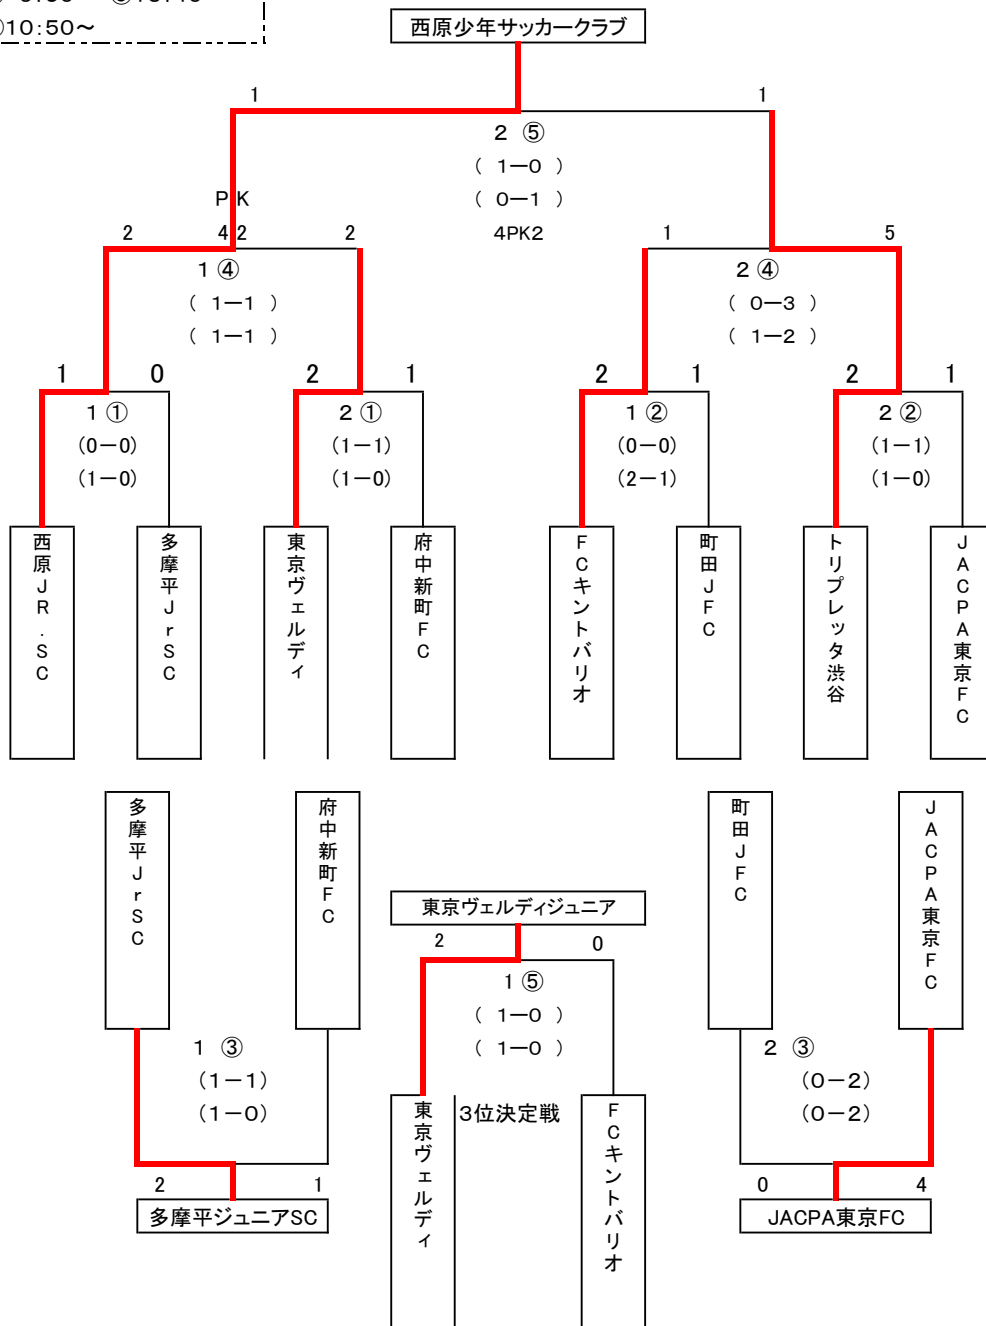 10:50～
西原少年サッカークラブ
1 1
2 ⑤
( 1－0 )
( 0－1 )
4PK2
PK
2 4 2 2
1 5
1 ④
( 1－1 )
( 1－1 )
2 ④
( 0－3 )
( 1－2 )
1 0 2 1 2 1 2 1
1 ① 2 ① 1 ② 2 ②
(0－0) (1－1) (0－0) (1－1)
(1－0) (1－0) (2－1) (1－0)
西原JR.SC
多摩平JrSC
東京ヴェルディ
府中新町FC
FCキントバリオ
町田JFC
トリプレッタ渋谷
JACPA東京FC
多摩平JrSC
府中新町FC
町田JFC
JACPA東京FC
東京ヴェルディジュニア
2 0
1 ⑤
( 1－0 )
( 1－0 )
3位決定戦
東京ヴェルディ
FCキントバリオ
1 ③
(1－1)
(1－0)
2 1
多摩平ジュニアSC
2 ③
(0－2)
(0－2)
0 4
JACPA東京FC